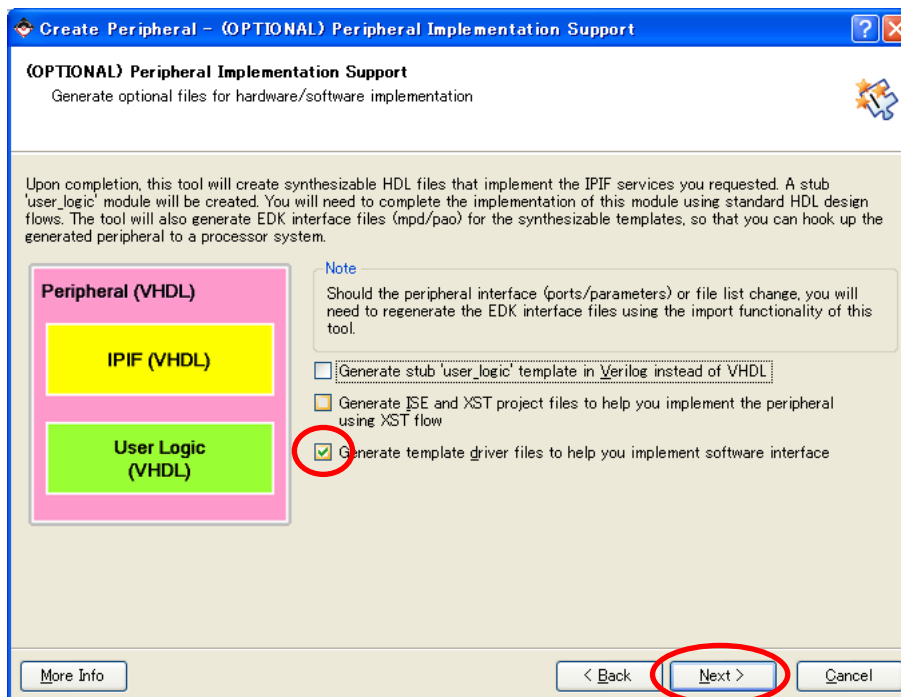 Create Peripheral - (OPTIONAL) Peripheral Implementation Support
(OPTIONAL) Peripheral Implementation Support
Generate optional files for hardware/software implementation
Upon completion, this tool will create synthesizable HDL files that implement the IPIF services you requested. A stub
'user_logic' module will be created. You will need to complete the implementation of this module using standard HDL design
flows. The tool will also generate EDK interface files (mpd/pao) for the synthesizable templates, so that you can hook up the
generated peripheral to a processor system.
Peripheral (VHDL)
IPIF (VHDL)
User Logic
(VHDL)
Note
Should the peripheral interface (ports/parameters) or file list change, you will
need to regenerate the EDK interface files using the import functionality of this
tool.
Generate stub 'user_logic' template in Verilog instead of VHDL
Generate ISE and XST project files to help you implement the peripheral
using XST flow
Generate template driver files to help you implement software interface
More Info
< Back
Next >
Cancel